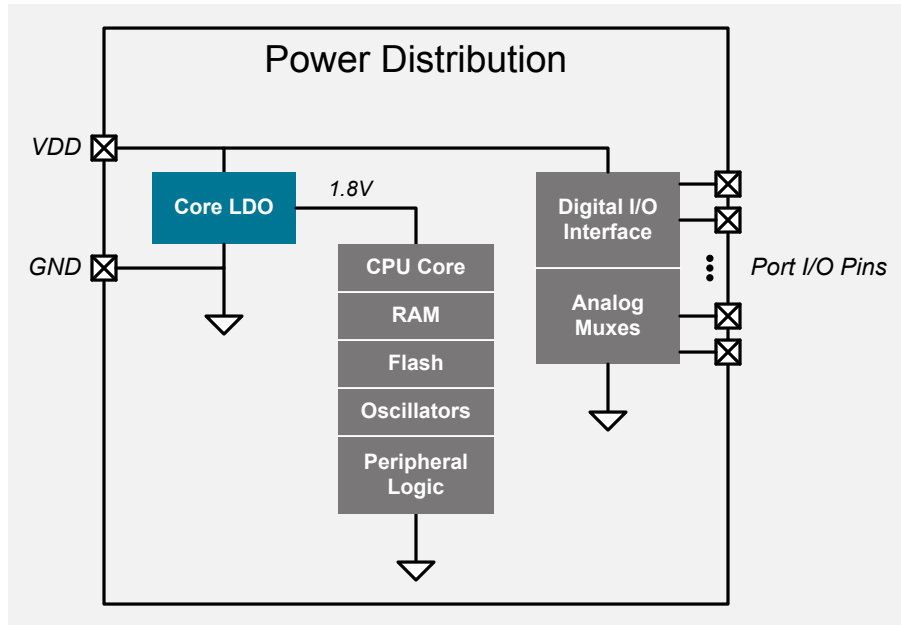 Power Distribution
VDD
Core LDO
1.8V
GND
CPU Core
RAM
Flash
Oscillators
Peripheral
Logic
Digital I/O
Interface
Analog
Muxes
Port I/O Pins